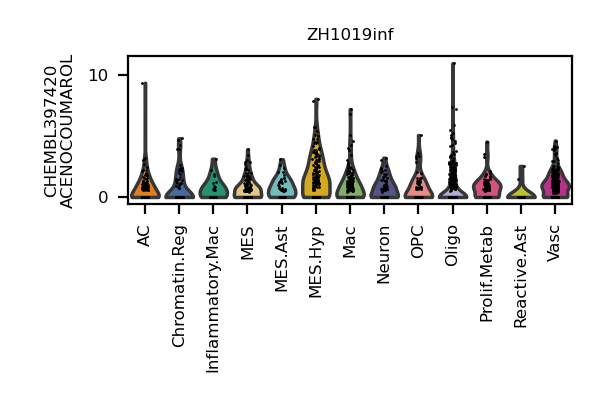 ZH1019inf
CHEMBL397420
ACENOCOUMAROL
10
0
AC
Chromatin.Reg
Inflammatory.Mac
MES
MES.Ast
MES.Hyp
Mac
Neuron
OPC
Oligo
Prolif.Metab
Reactive.Ast
Vasc